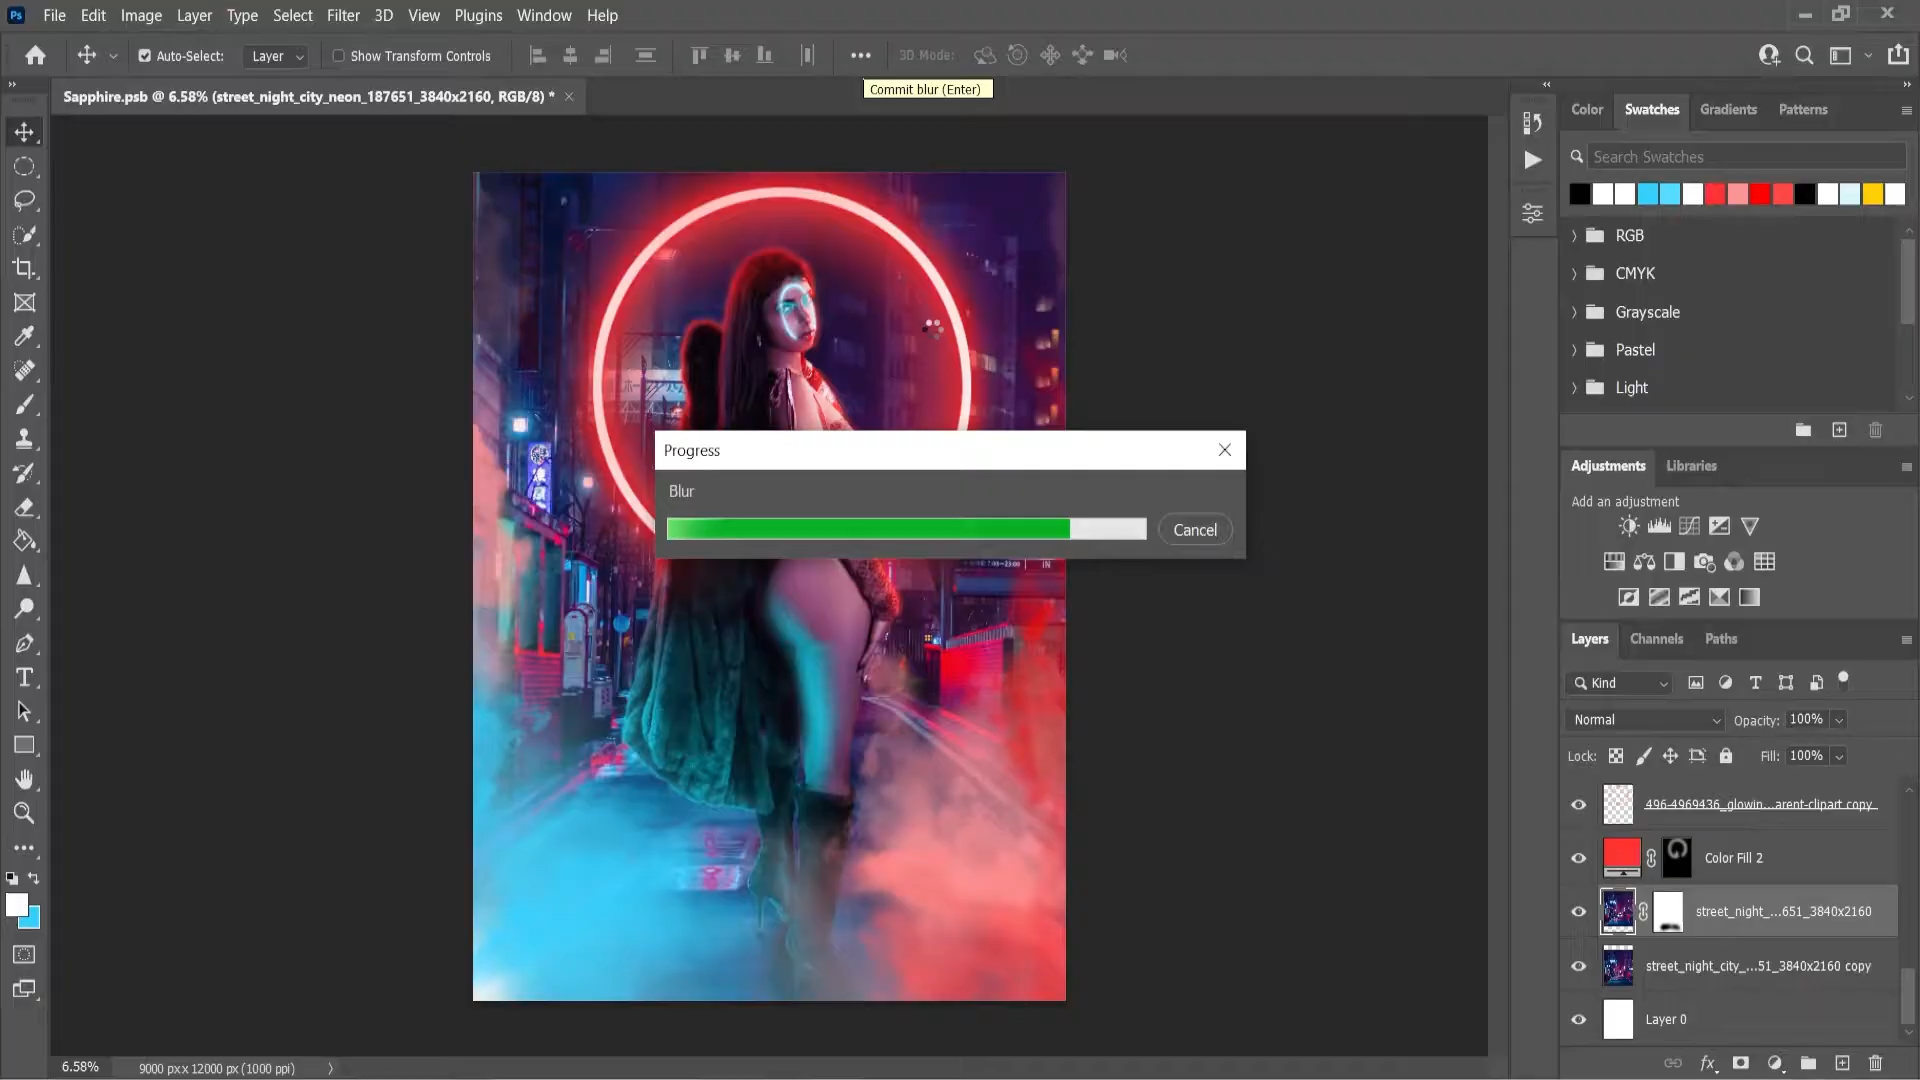 Ps File Edit Image Layer Type Select Filter 3D View Plugins Window Help
Auto-Select: Layer Show Transform Controls 3D Mode:
Commit blur (Enter)
Sapphire.psb @ 6.58% (street_night_city_neon_187651_3840x2160, RGB/8) *
Color Swatches Gradients Patterns
Search Swatches
RGB
CMYK
Grayscale
Pastel
Light
Progress
Blur
Cancel
IN
Adjustments Libraries
Add an adjustment
Layers Channels Paths
Kind
Normal Opacity: 100%
Lock: Fill: 100%
496-4969436_glowin...arent-clipart copy
Color Fill 2
street_night_...651_3840x2160
street_night_city_...51_3840x2160 copy
Layer 0
fx
6.58% 9000 px x 12000 px (1000 ppi)